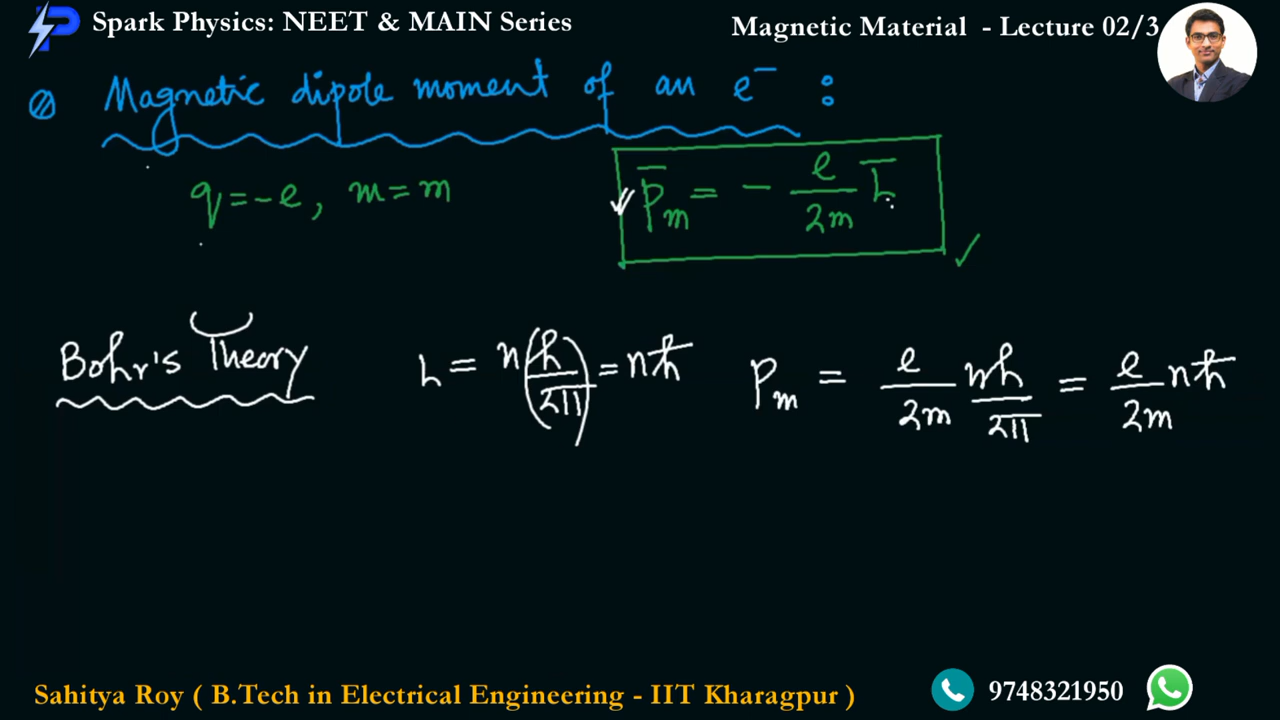 Spark Physics: NEET & MAIN Series
Magnetic Material - Lecture 02/3
Magnetic dipole moment of an e⁻ :
q = -e, m = m
p̄ₘ = - e/2m L̄
Bohr's Theory
L = n(h/2π) = nħ
pₘ = e/2m nh/2π = e/2m nħ
Sahitya Roy ( B.Tech in Electrical Engineering - IIT Kharagpur )
9748321950